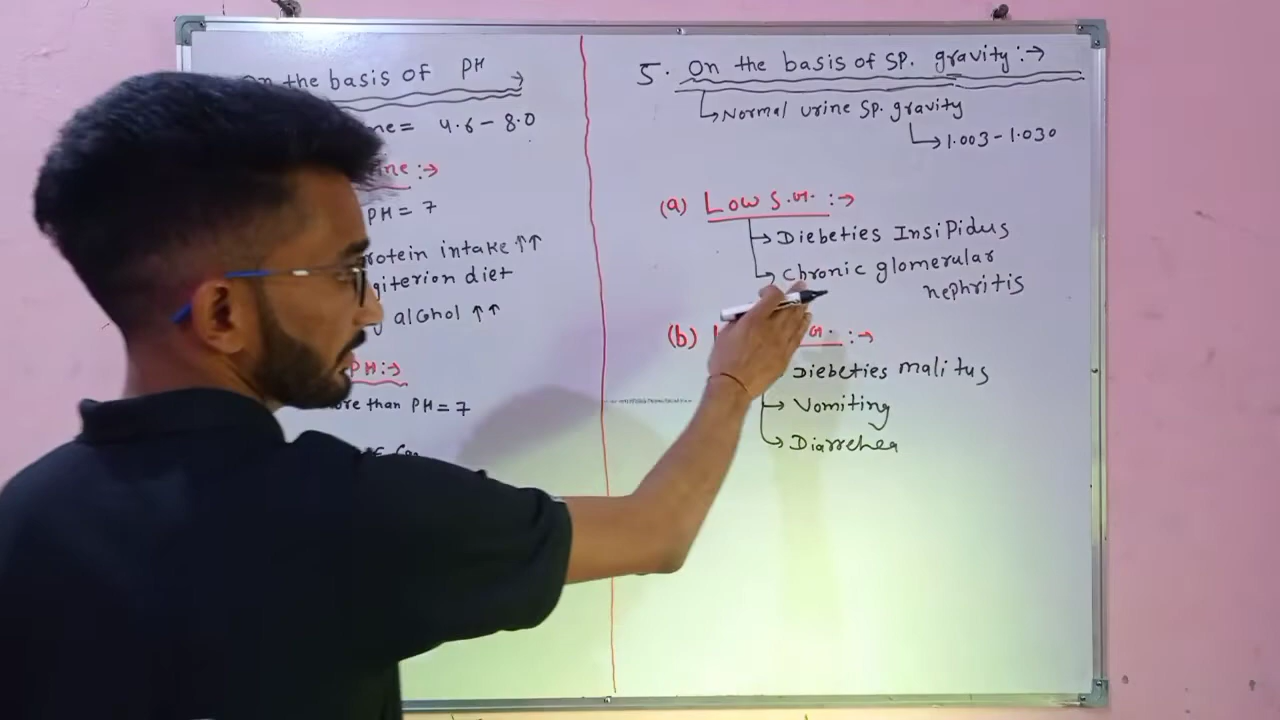 the basis of PH →
ne = 4.6 - 8.0
ine :→
PH = 7
rotein intake ↑↑
giterion diet
alcohol ↑↑
PH :→
ore than PH = 7
5. On the basis of SP. gravity :→
Normal urine SP. gravity
1.003 - 1.030
(a) Low S.G. :→
Diebeties Insipidus
Chronic glomerular
nephritis
(b) G. :→
Diebeties malitus
Vomiting
Diarrehea